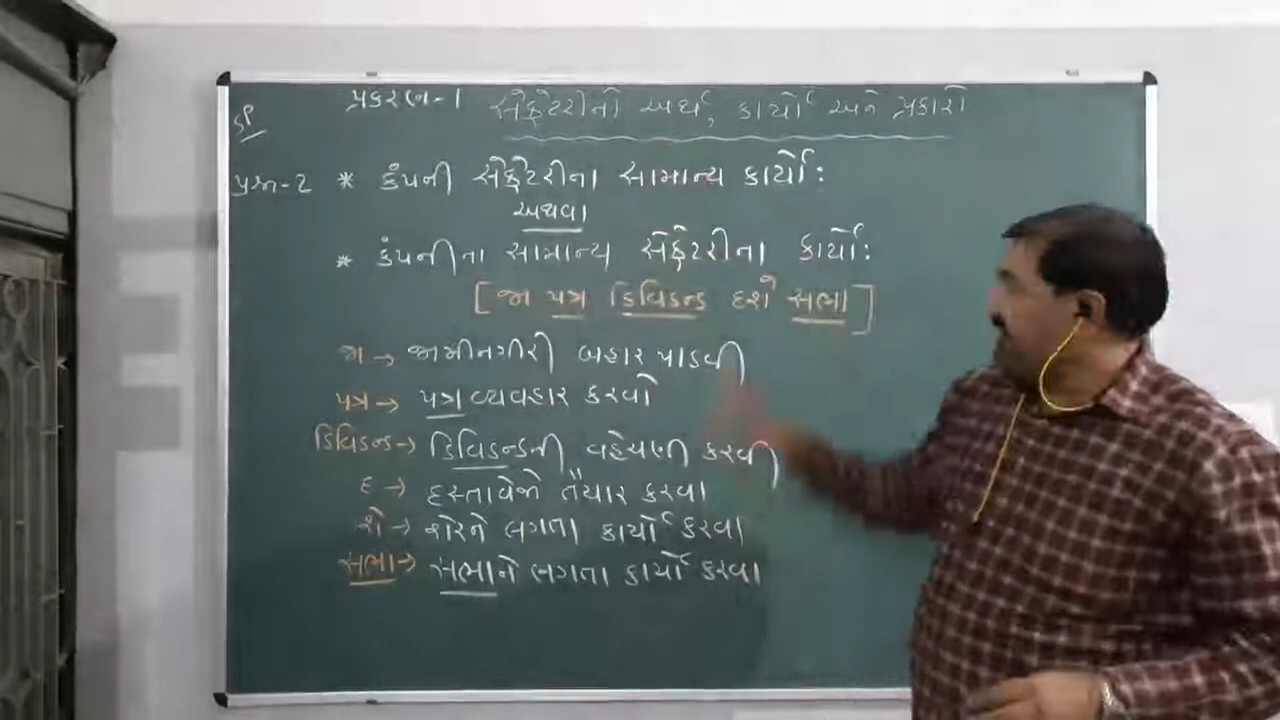 SP
પ્રકરણ-1 સેક્રેટરીનો અર્થ, કાર્યો અને પ્રકારો
પ્રશ્ન-2 * કંપની સેક્રેટરીના સામાન્ય કાર્યો:
અથવા
* કંપનીના સામાન્ય સેક્રેટરીના કાર્યો:
[જા પત્ર ડિવિડન્ડ દશે સભા]
જા → જામીનગીરી બહાર પાડવી
પત્ર → પત્રવ્યવહાર કરવો
ડિવિડન્ડ → ડિવિડન્ડની વહેંચણી કરવી
દ → દસ્તાવેજો તૈયાર કરવા
શે → શેરને લગતા કાર્યો કરવા
સભા → સભાને લગતા કાર્યો કરવા